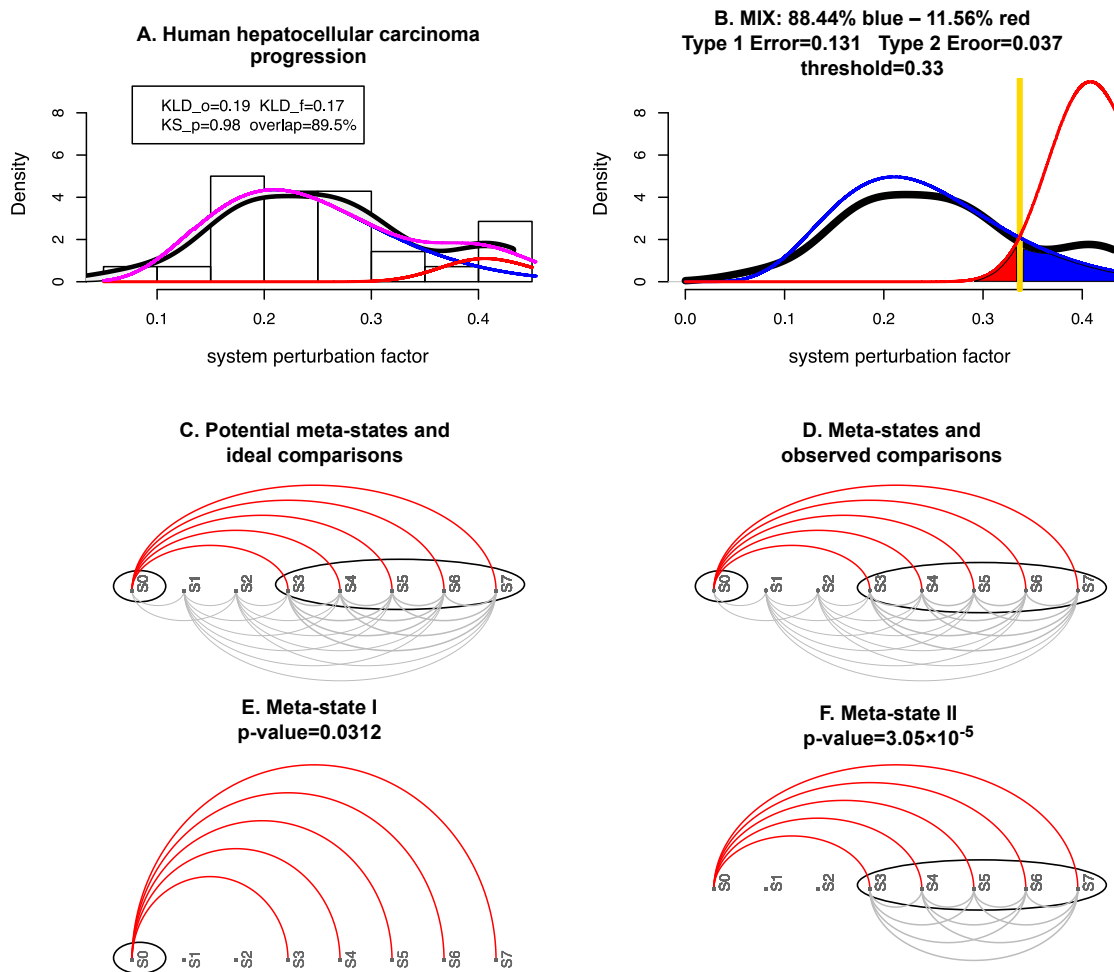 A. Human hepatocellular carcinoma
progression
KLD_o=0.19 KLD_f=0.17
KS_p=0.98 overlap=89.5%
Density
0 2 4 6 8
0.1 0.2 0.3 0.4
system perturbation factor
B. MIX: 88.44% blue – 11.56% red
Type 1 Error=0.131 Type 2 Eroor=0.037
threshold=0.33
Density
0 2 4 6 8
0.0 0.1 0.2 0.3 0.4
system perturbation factor
C. Potential meta-states and
ideal comparisons
S0 S1 S2 S3 S4 S5 S6 S7
D. Meta-states and
observed comparisons
S0 S1 S2 S3 S4 S5 S6 S7
E. Meta-state I
p-value=0.0312
S0 S1 S2 S3 S4 S5 S6 S7
F. Meta-state II
p-value=3.05×10⁻⁵
S0 S1 S2 S3 S4 S5 S6 S7